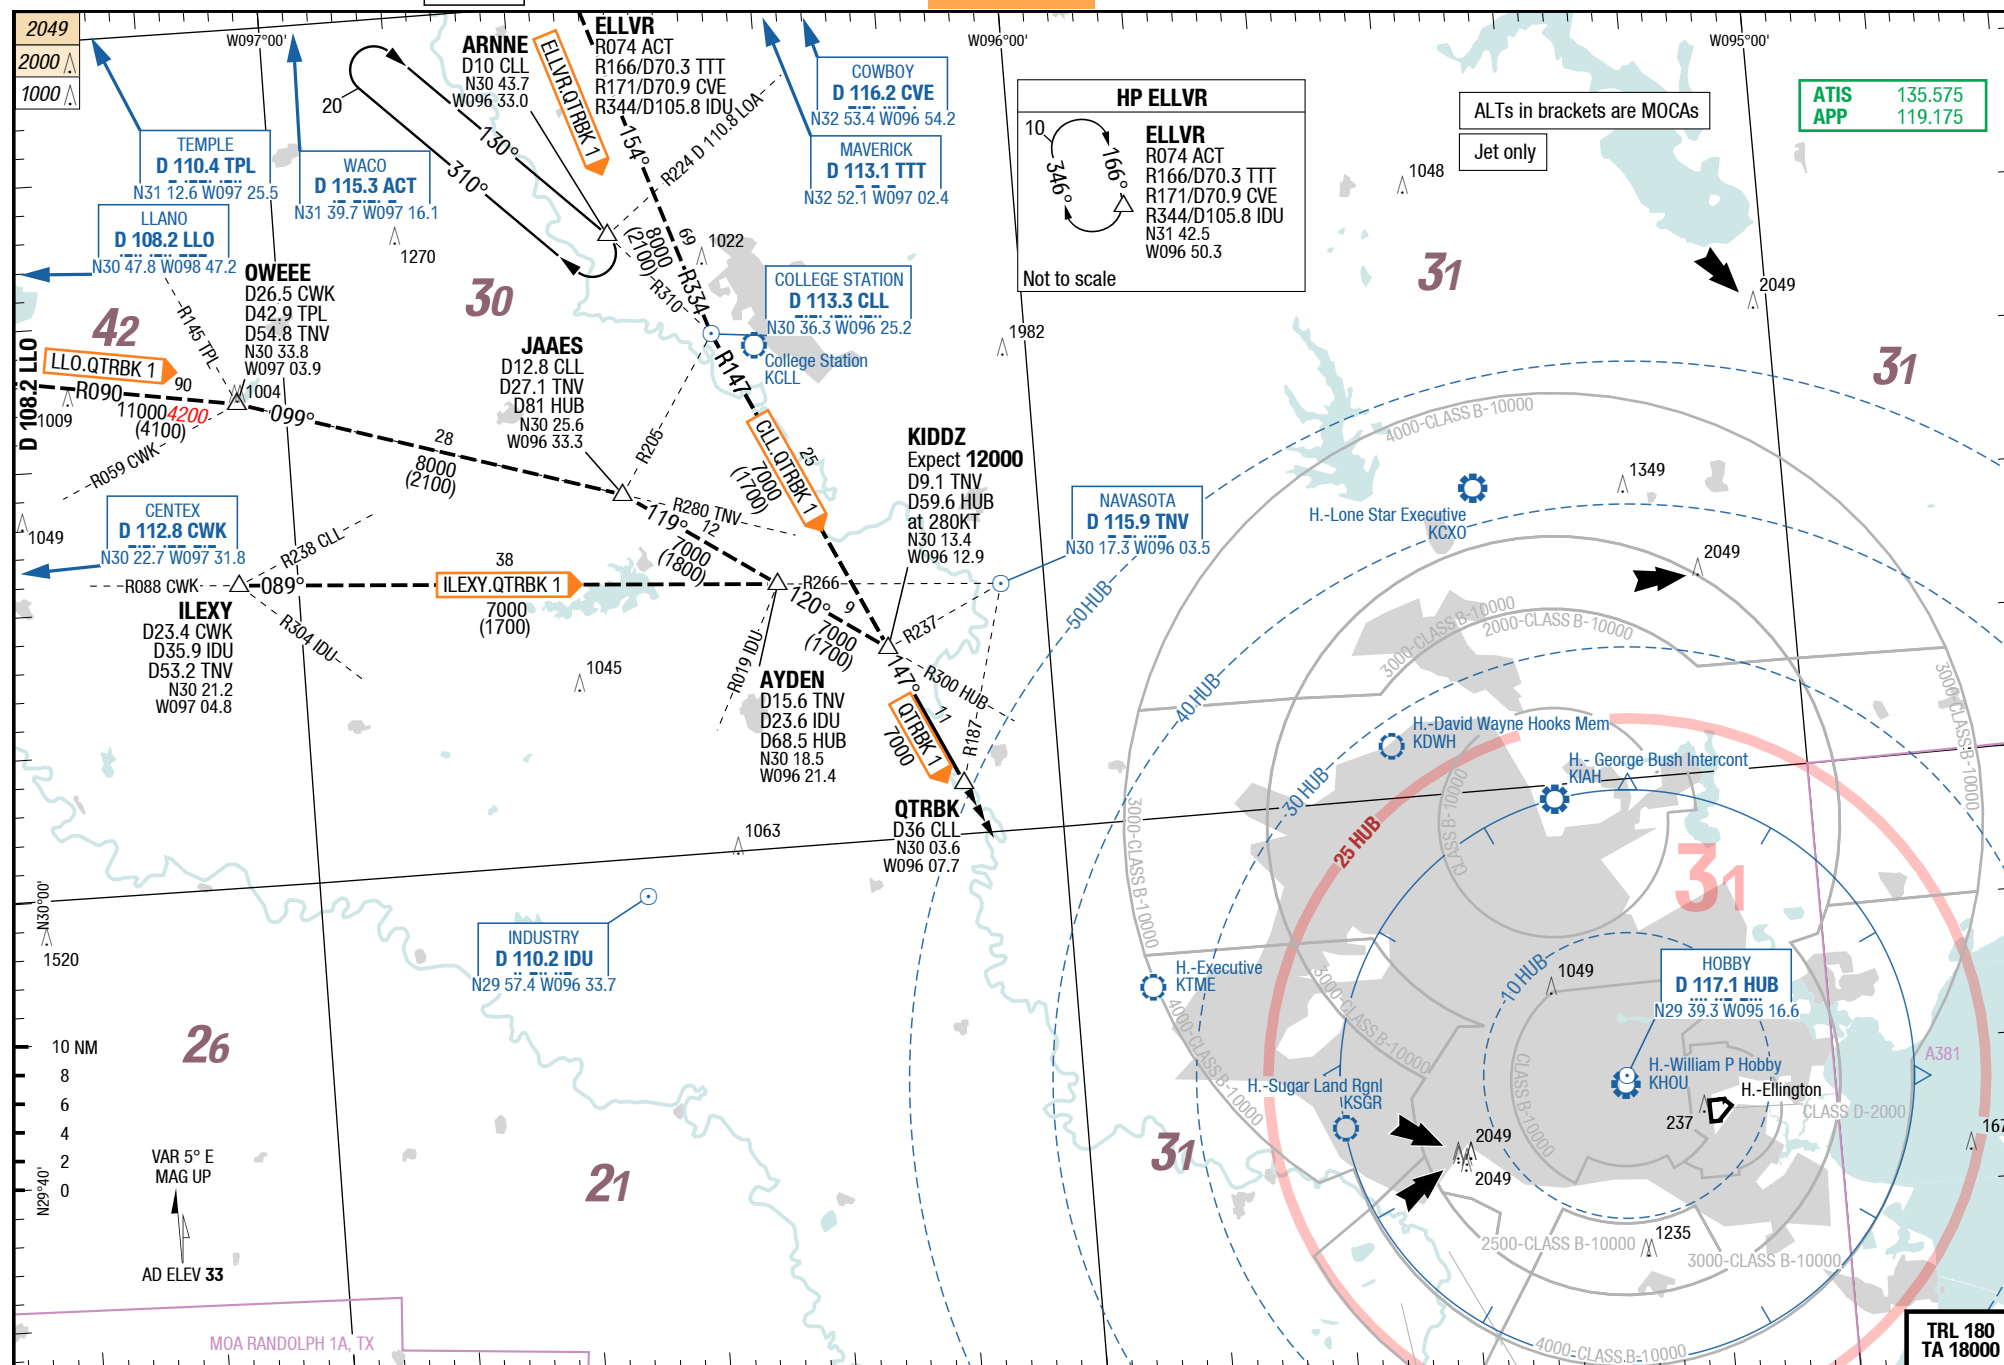 2049
2000
1000
W097°00'
W096°00'
W095°00'
TEMPLE
D 110.4 TPL
N31 12.6 W097 25.5
WACO
D 115.3 ACT
N31 39.7 W097 16.1
LLANO
D 108.2 LLO
N30 47.8 W098 47.2
ARNNE
D10 CLL
N30 43.7
W096 33.0
ELLVR
R074 ACT
R166/D70.3 TTT
R171/D70.9 CVE
R344/D105.8 IDU
ELVR.QTRBK 1
COWBOY
D 116.2 CVE
N32 53.4 W096 54.2
MAVERICK
D 113.1 TTT
N32 52.1 W097 02.4
HP ELLVR
10
346°
166°
ELLVR
R074 ACT
R166/D70.3 TTT
R171/D70.9 CVE
R344/D105.8 IDU
N31 42.5
W096 50.3
Not to scale
ALTs in brackets are MOCAs
Jet only
ATIS 135.575
APP 119.175
20
130°
310°
154°
R224 D 110.8 LOA
69
8000
(2100)
R310
R334
1022
1270
1048
2049
1982
COLLEGE STATION
D 113.3 CLL
N30 36.3 W096 25.2
College Station
KCLL
42
30
31
31
OWEEE
D26.5 CWK
D42.9 TPL
D54.8 TNV
N30 33.8
W097 03.9
R145 TPL
D 108.2 LLO
LLO.QTRBK 1
90
R090
11000 4200
(4100)
1004
1009
R059 CWK
099°
28
8000
(2100)
JAAES
D12.8 CLL
D27.1 TNV
D81 HUB
N30 25.6
W096 33.3
R205
R147
CLL.QTRBK 1
25
7000
(1700)
KIDDZ
Expect 12000
D9.1 TNV
D59.6 HUB
at 280KT
N30 13.4
W096 12.9
NAVASOTA
D 115.9 TNV
N30 17.3 W096 03.5
CENTEX
D 112.8 CWK
N30 22.7 W097 31.8
1049
R238 CLL
R088 CWK
089°
R304 IDU
ILEXY
D23.4 CWK
D35.9 IDU
D53.2 TNV
N30 21.2
W097 04.8
38
ILEXY.QTRBK 1
7000
(1700)
R280 TNV
119°
12
7000
(1800)
R266
120°
9
7000
(1700)
R237
R019 IDU
R300 HUB
R187
147°
QTRBK 1
11
7000
1045
AYDEN
D15.6 TNV
D23.6 IDU
D68.5 HUB
N30 18.5
W096 21.4
QTRBK
D36 CLL
N30 03.6
W096 07.7
1063
INDUSTRY
D 110.2 IDU
N29 57.4 W096 33.7
N30°00'
1520
26
21
31
10 NM
8
6
4
2
0
N29°40'
VAR 5° E
MAG UP
AD ELEV 33
MOA RANDOLPH 1A, TX
4000-CLASS B-10000
1349
H.-Lone Star Executive
KCXO
2049
50 HUB
40 HUB
30 HUB
25 HUB
10 HUB
3000-CLASS B-10000
2000-CLASS B-10000
3000-CLASS B-10000
H.-David Wayne Hooks Mem
KDWH
H.- George Bush Intercont
KIAH
CLASS B-10000
3000-CLASS B-10000
31
H.-Executive
KTME
4000-CLASS B-10000
3000-CLASS B-10000
1049
HOBBY
D 117.1 HUB
N29 39.3 W095 16.6
H.-William P Hobby
KHOU
H.-Ellington
237
CLASS D-2000
A381
CLASS B-10000
H.-Sugar Land Rgnl
KSGR
2049
2049
1235
2500-CLASS B-10000
3000-CLASS B-10000
4000-CLASS B-10000
TRL 180
TA 18000